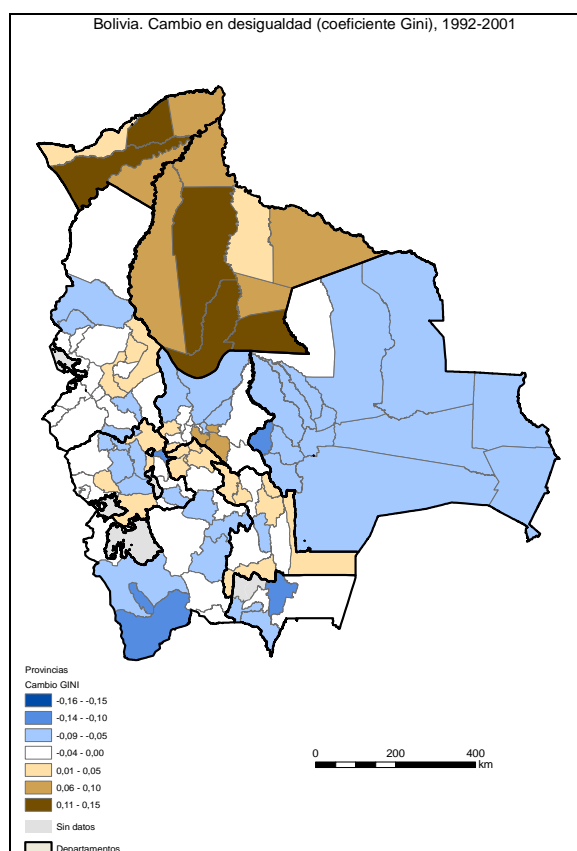 Bolivia. Cambio en desigualdad (coeficiente Gini), 1992-2001
Provincias
Cambio GINI
-0,16 - -0,15
-0,14 - -0,10
-0,09 - -0,05
-0,04 - 0,00
0,01 - 0,05
0,06 - 0,10
0,11 - 0,15
Sin datos
Departamentos
0 200 400
km